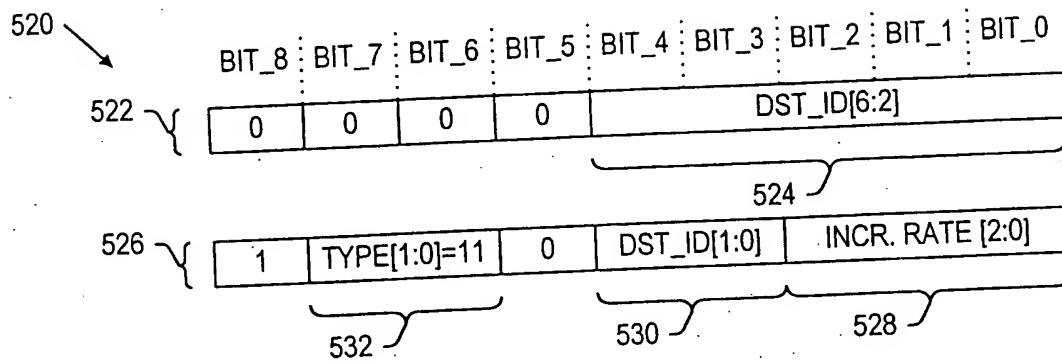 520
BIT_8 BIT_7 BIT_6 BIT_5 BIT_4 BIT_3 BIT_2 BIT_1 BIT_0
522 0 0 0 0 DST_ID[6:2]
524
526 1 TYPE[1:0]=11 0 DST_ID[1:0] INCR. RATE [2:0]
532 530 528